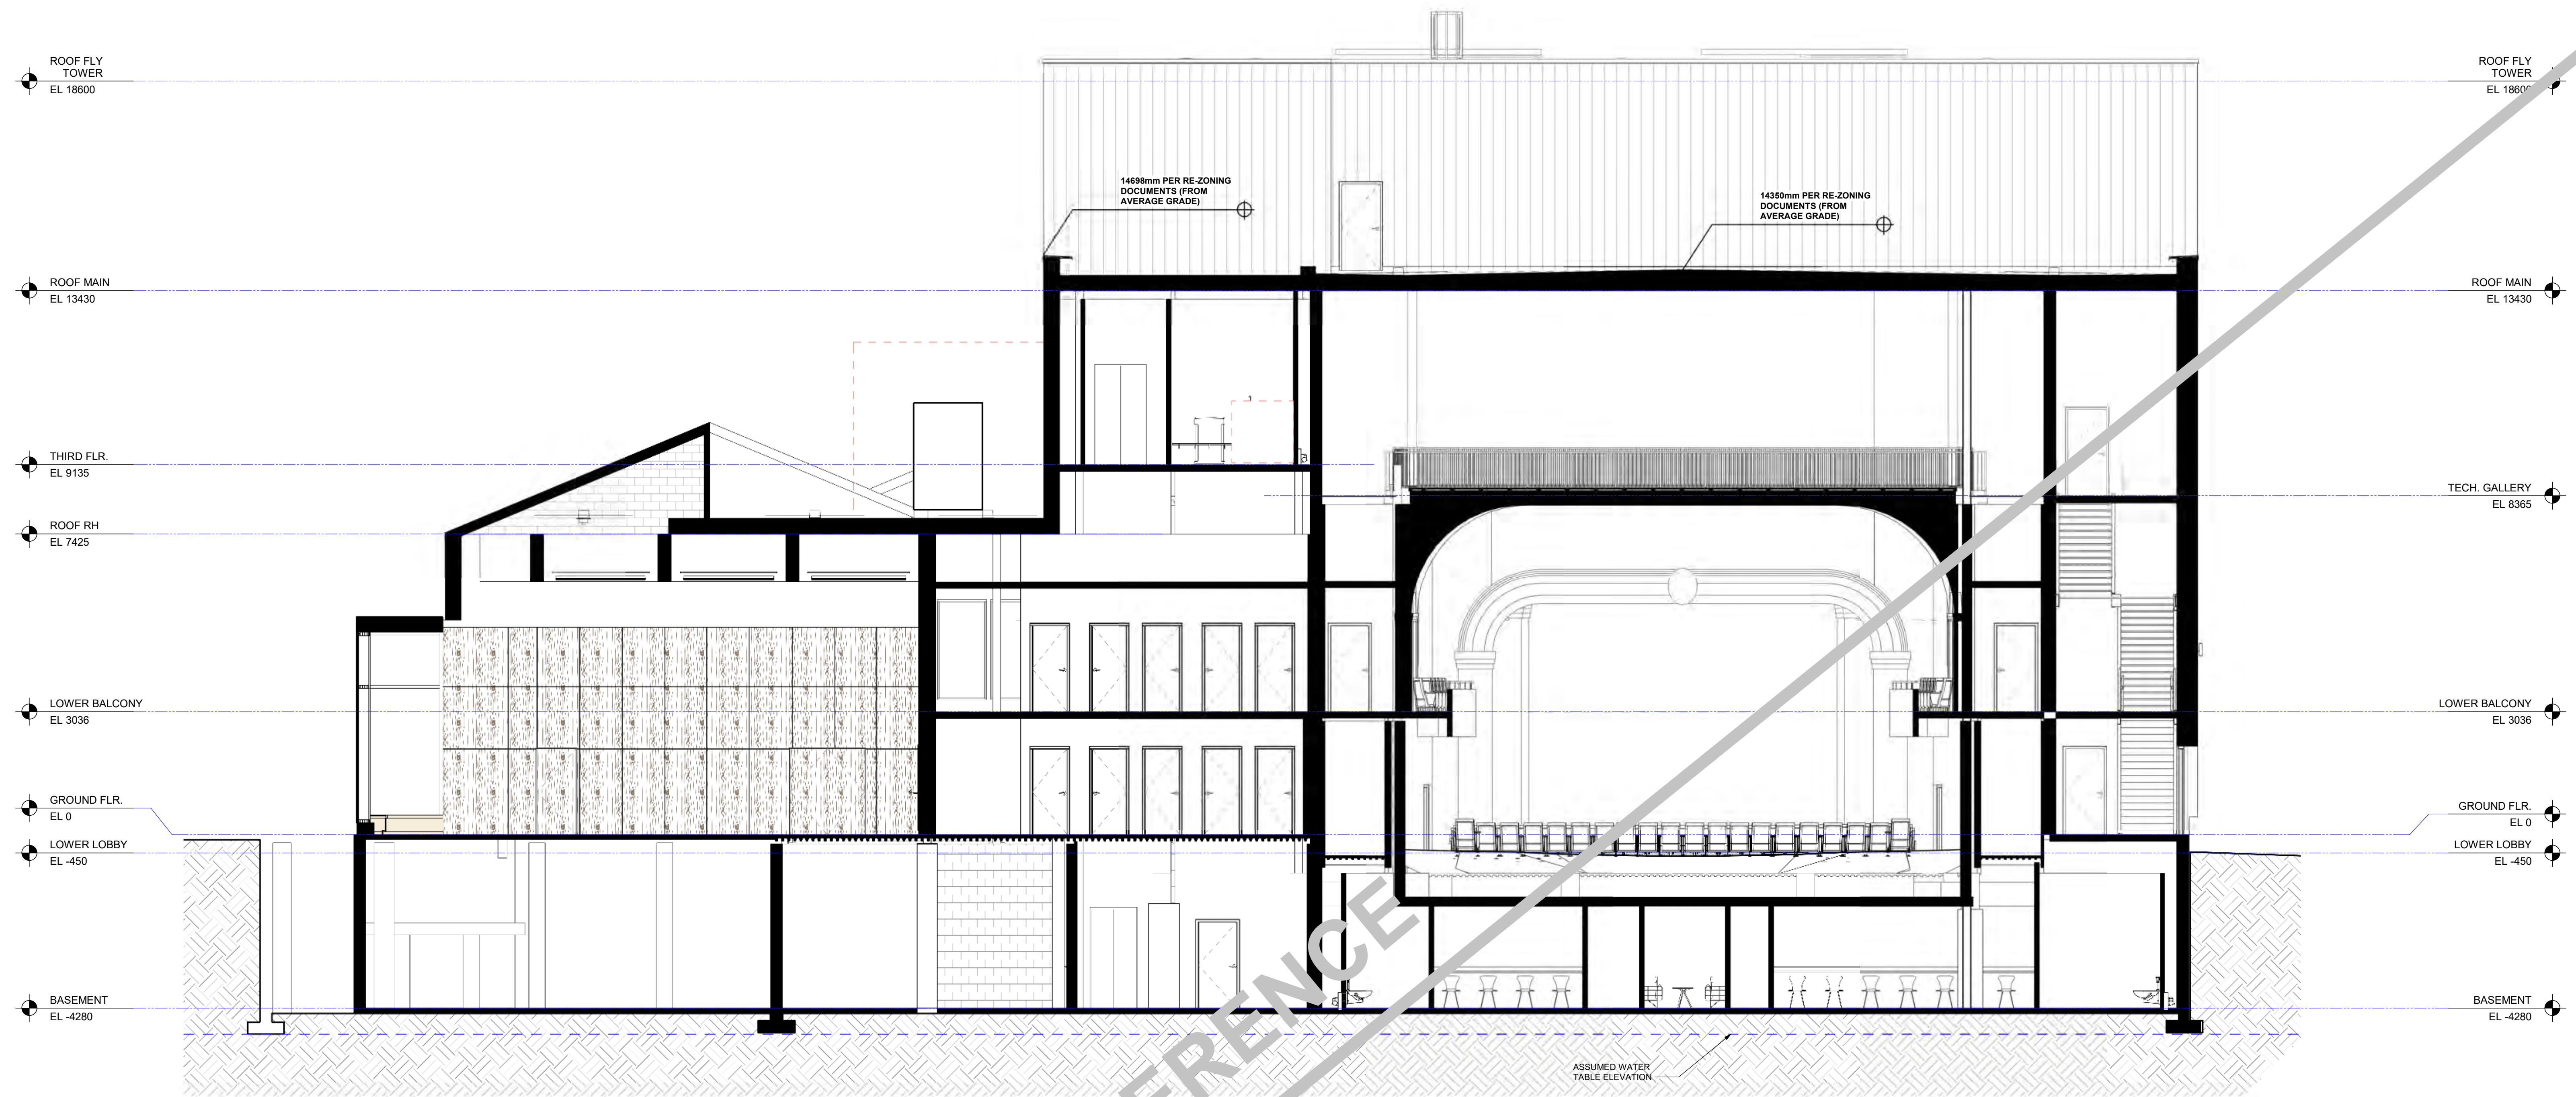 ROOF FLY
TOWER
EL 18600
ROOF FLY
TOWER
EL 18600
14698mm PER RE-ZONING
DOCUMENTS (FROM
AVERAGE GRADE)
14350mm PER RE-ZONING
DOCUMENTS (FROM
AVERAGE GRADE)
ROOF MAIN
EL 13430
ROOF MAIN
EL 13430
THIRD FLR.
EL 9135
TECH. GALLERY
EL 8365
ROOF RH
EL 7425
LOWER BALCONY
EL 3036
LOWER BALCONY
EL 3036
GROUND FLR.
EL 0
GROUND FLR.
EL 0
LOWER LOBBY
EL -450
LOWER LOBBY
EL -450
BASEMENT
EL -4280
BASEMENT
EL -4280
ASSUMED WATER
TABLE ELEVATION
ERENCE